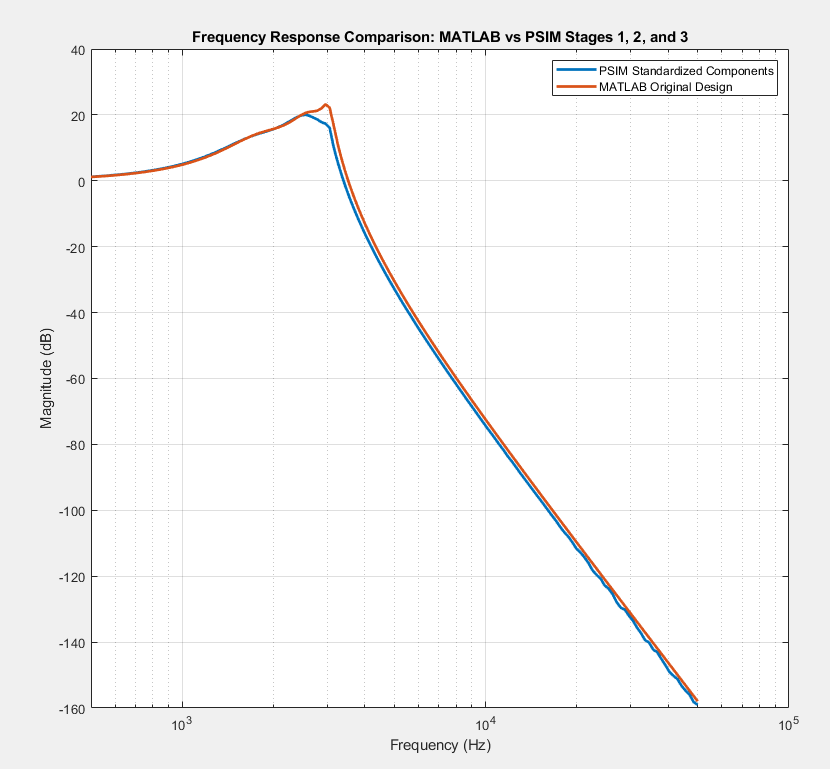 Frequency Response Comparison: MATLAB vs PSIM Stages 1, 2, and 3
PSIM Standardized Components
MATLAB Original Design
40
20
0
-20
-40
-60
-80
-100
-120
-140
-160
Magnitude (dB)
10^3
10^4
10^5
Frequency (Hz)